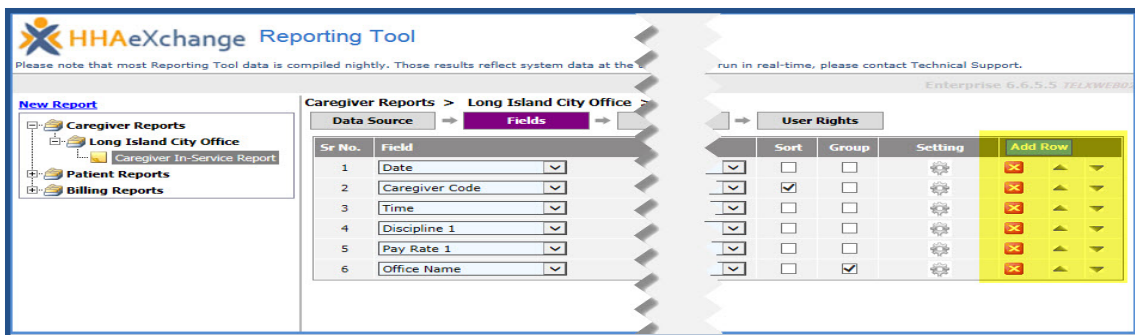 HHAeXchange Reporting Tool
Please note that most Reporting Tool data is compiled nightly. Those results reflect system data at the run in real-time, please contact Technical Support.
Enterprise 6.6.5.5
New Report
Caregiver Reports
Long Island City Office
Caregiver In-Service Report
Patient Reports
Billing Reports
Caregiver Reports > Long Island City Office >
Data Source Fields User Rights
Sr No. Field Sort Group Setting Add Row
1 Date
2 Caregiver Code
3 Time
4 Discipline 1
5 Pay Rate 1
6 Office Name